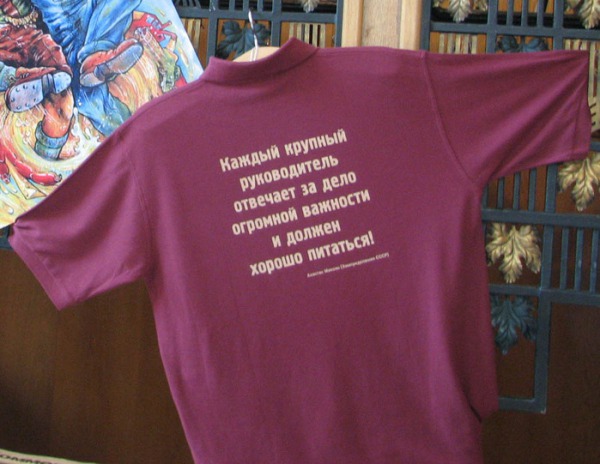 Каждый крупный
руководитель
отвечает за дело
огромной важности
и должен
хорошо питаться!